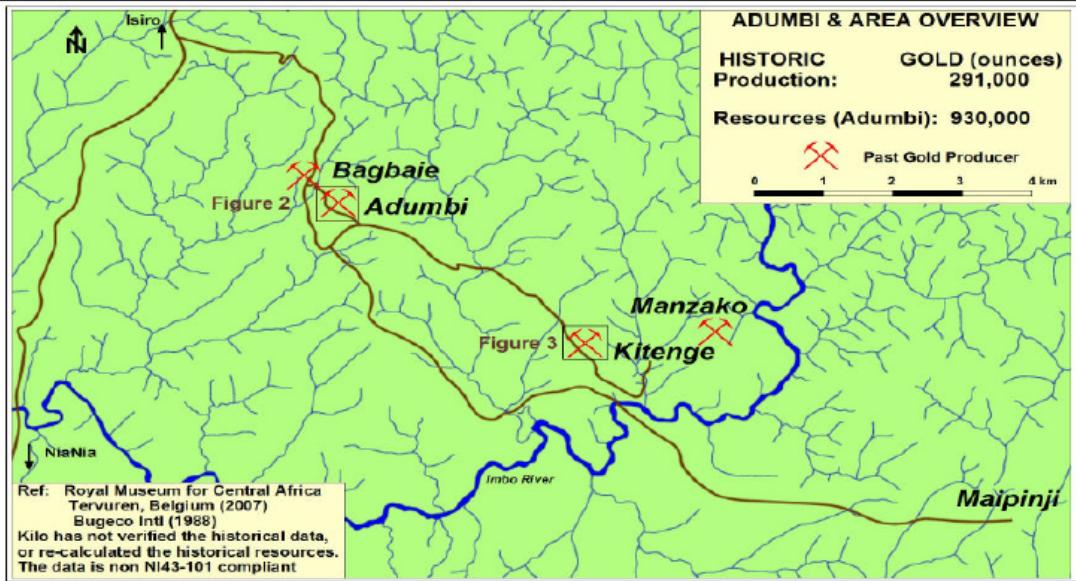 Isiro
N
ADUMBI & AREA OVERVIEW
HISTORIC GOLD (ounces)
Production: 291,000
Resources (Adumbi): 930,000
Past Gold Producer
0 1 2 3 4 km
Bagbaie
Figure 2
Adumbi
Manzako
Figure 3
Kitenge
NiaNia
Imbo River
Maipinji
Ref: Royal Museum for Central Africa
Tervuren, Belgium (2007)
Bugeco Intl (1988)
Kilo has not verified the historical data,
or re-calculated the historical resources.
The data is non NI43-101 compliant